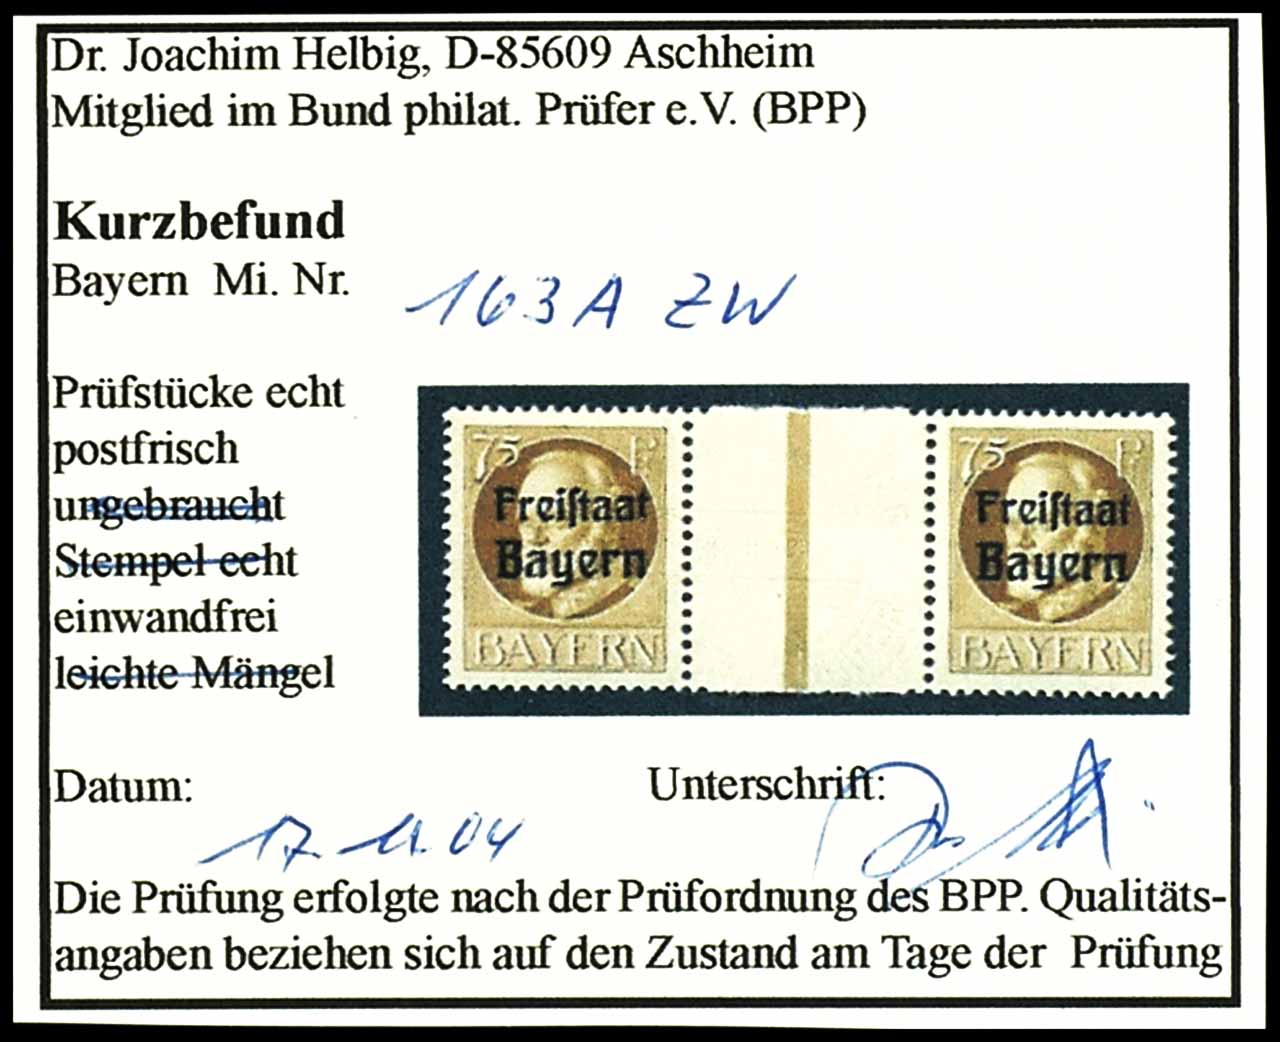 Dr. Joachim Helbig, D-85609 Aschheim
Mitglied im Bund philat. Prüfer e.V. (BPP)
Kurzbefund
Bayern Mi. Nr. 163 A ZW
Prüfstücke echt
postfrisch
ungebraucht
Stempel echt
einwandfrei
leichte Mängel
75 Pf
Freiſtaat
Bayern
BAYERN
75 Pf
Freiſtaat
Bayern
BAYERN
Datum: 17.11.04
Unterschrift:
Die Prüfung erfolgte nach der Prüfordnung des BPP. Qualitäts-
angaben beziehen sich auf den Zustand am Tage der Prüfung